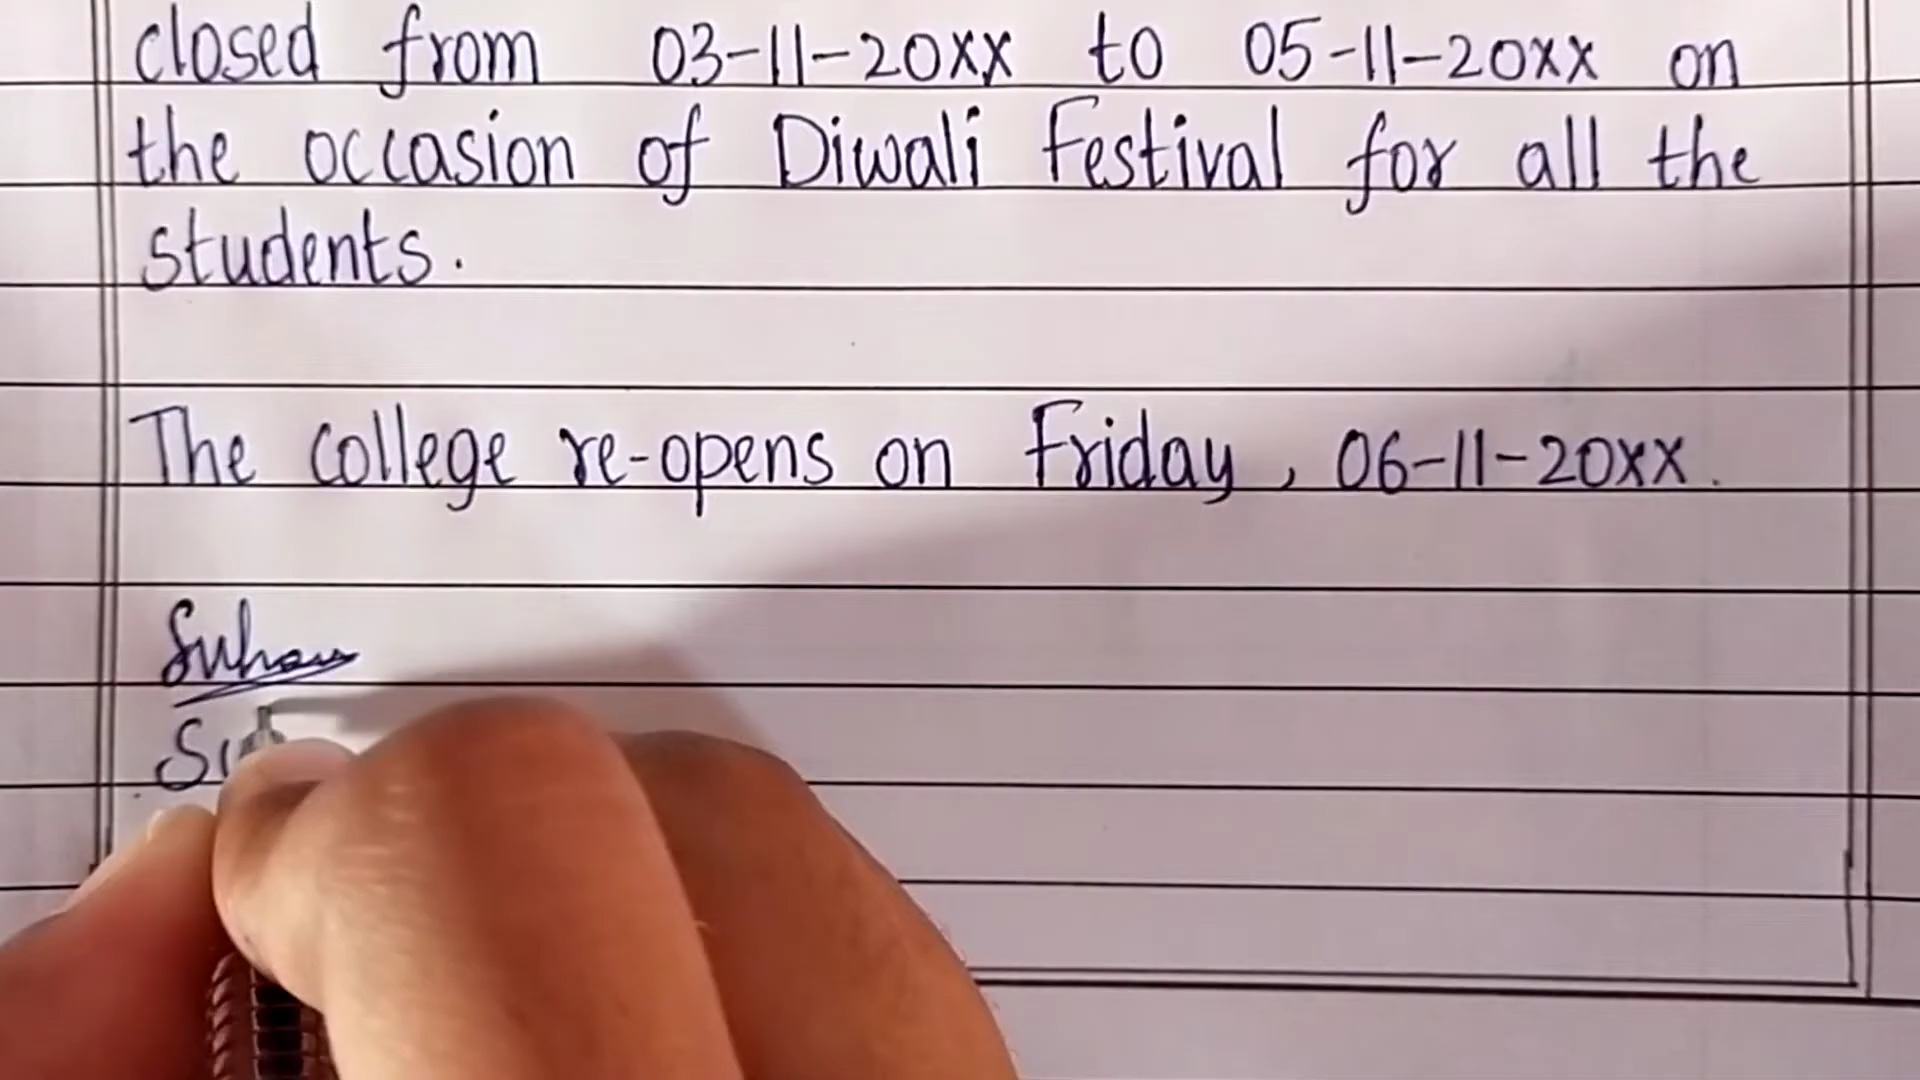 closed from 03-11-20xx to 05-11-20xx on
the occasion of Diwali Festival for all the
students.
The college re-opens on Friday, 06-11-20xx.